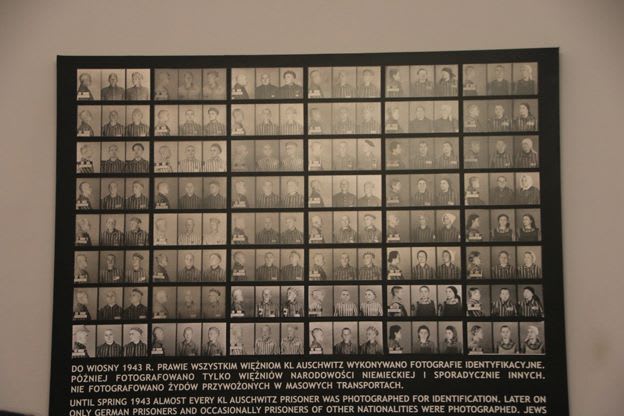 DO WIOSNY 1943 R. PRAWIE WSZYSTKIM WIĘŹNIOM KL AUSCHWITZ WYKONYWANO FOTOGRAFIE IDENTYFIKACYJNE.
PÓŹNIEJ FOTOGRAFOWANO TYLKO WIĘŹNIÓW NARODOWOŚCI NIEMIECKIEJ I SPORADYCZNIE INNYCH.
NIE FOTOGRAFOWANO ŻYDÓW PRZYWOŻONYCH W MASOWYCH TRANSPORTACH.
UNTIL SPRING 1943 ALMOST EVERY KL AUSCHWITZ PRISONER WAS PHOTOGRAPHED FOR IDENTIFICATION. LATER ON
ONLY GERMAN PRISONERS AND OCCASIONALLY PRISONERS OF OTHER NATIONALITIES WERE PHOTOGRAPHED. JEW